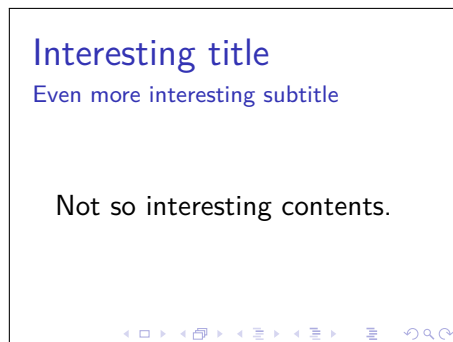 Interesting title
Even more interesting subtitle
Not so interesting contents.